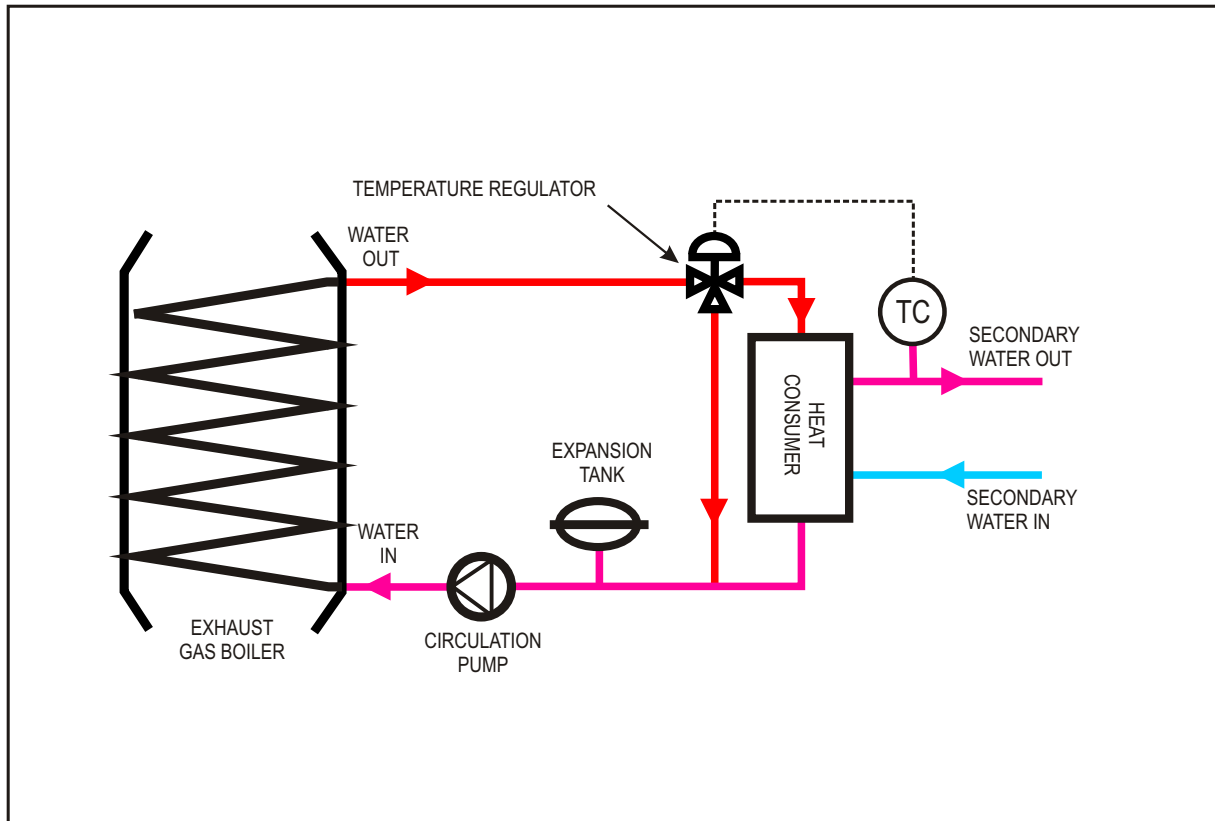 TEMPERATURE REGULATOR
WATER
OUT
TC
SECONDARY
WATER OUT
HEAT
CONSUMER
EXPANSION
TANK
SECONDARY
WATER IN
WATER
IN
EXHAUST
GAS BOILER
CIRCULATION
PUMP